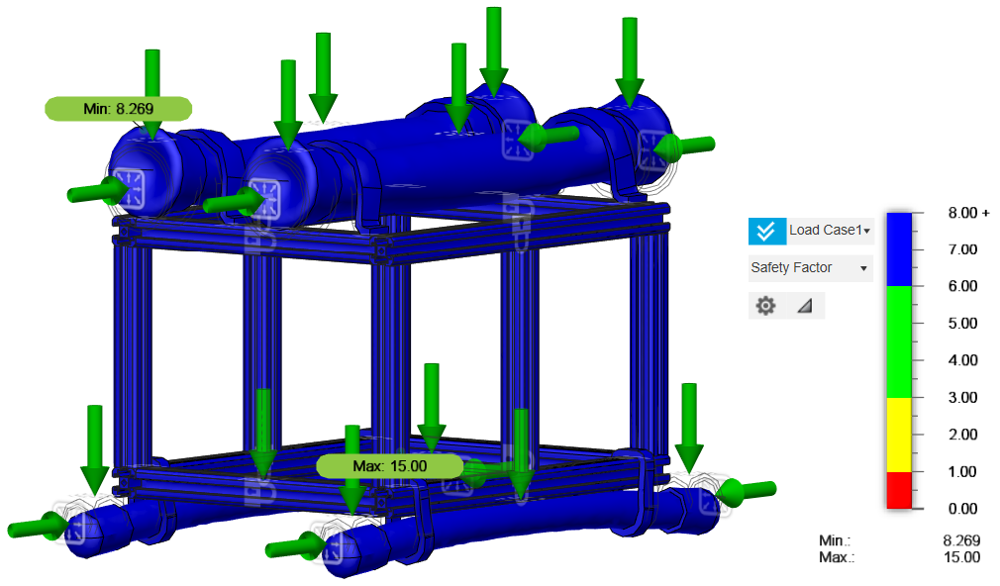 Min: 8.269
Load Case1
Safety Factor
8.00 +
7.00
6.00
5.00
4.00
3.00
2.00
1.00
0.00
Max: 15.00
Min.: 8.269
Max.: 15.00